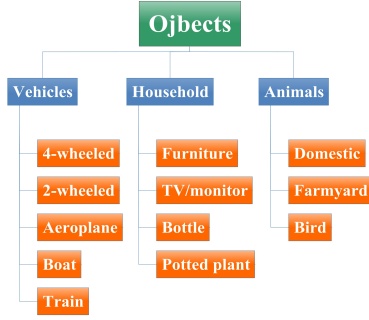 Ojbects
Vehicles
Household
Animals
4-wheeled
Furniture
Domestic
2-wheeled
TV/monitor
Farmyard
Aeroplane
Bottle
Bird
Boat
Potted plant
Train